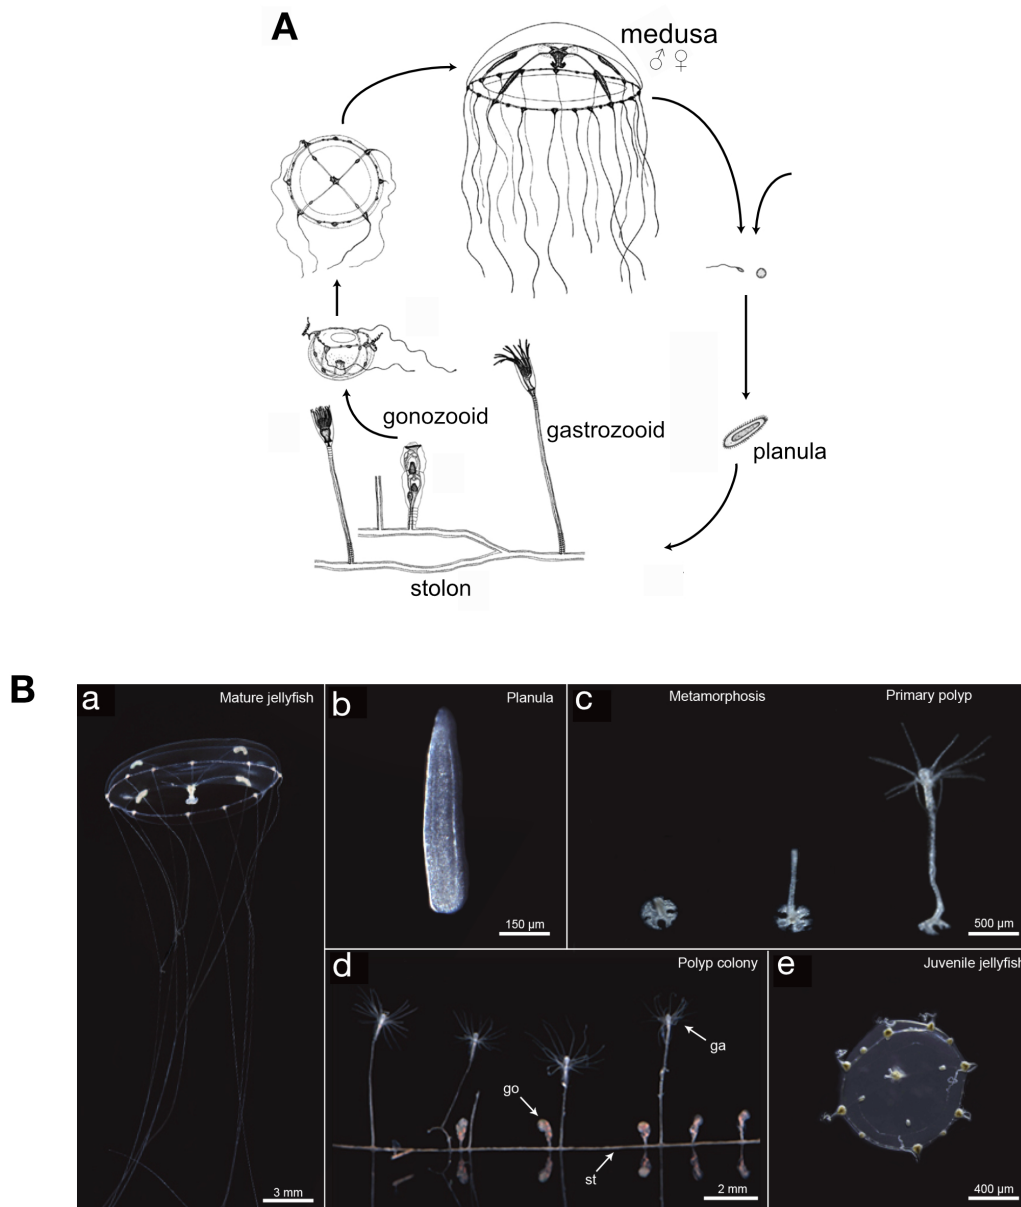 A
medusa
♂ ♀
gonozooid
gastrozooid
planula
stolon
B
a
Mature jellyfish
3 mm
b
Planula
150 µm
c
Metamorphosis
Primary polyp
500 µm
d
Polyp colony
ga
go
st
2 mm
e
Juvenile jellyfish
400 µm